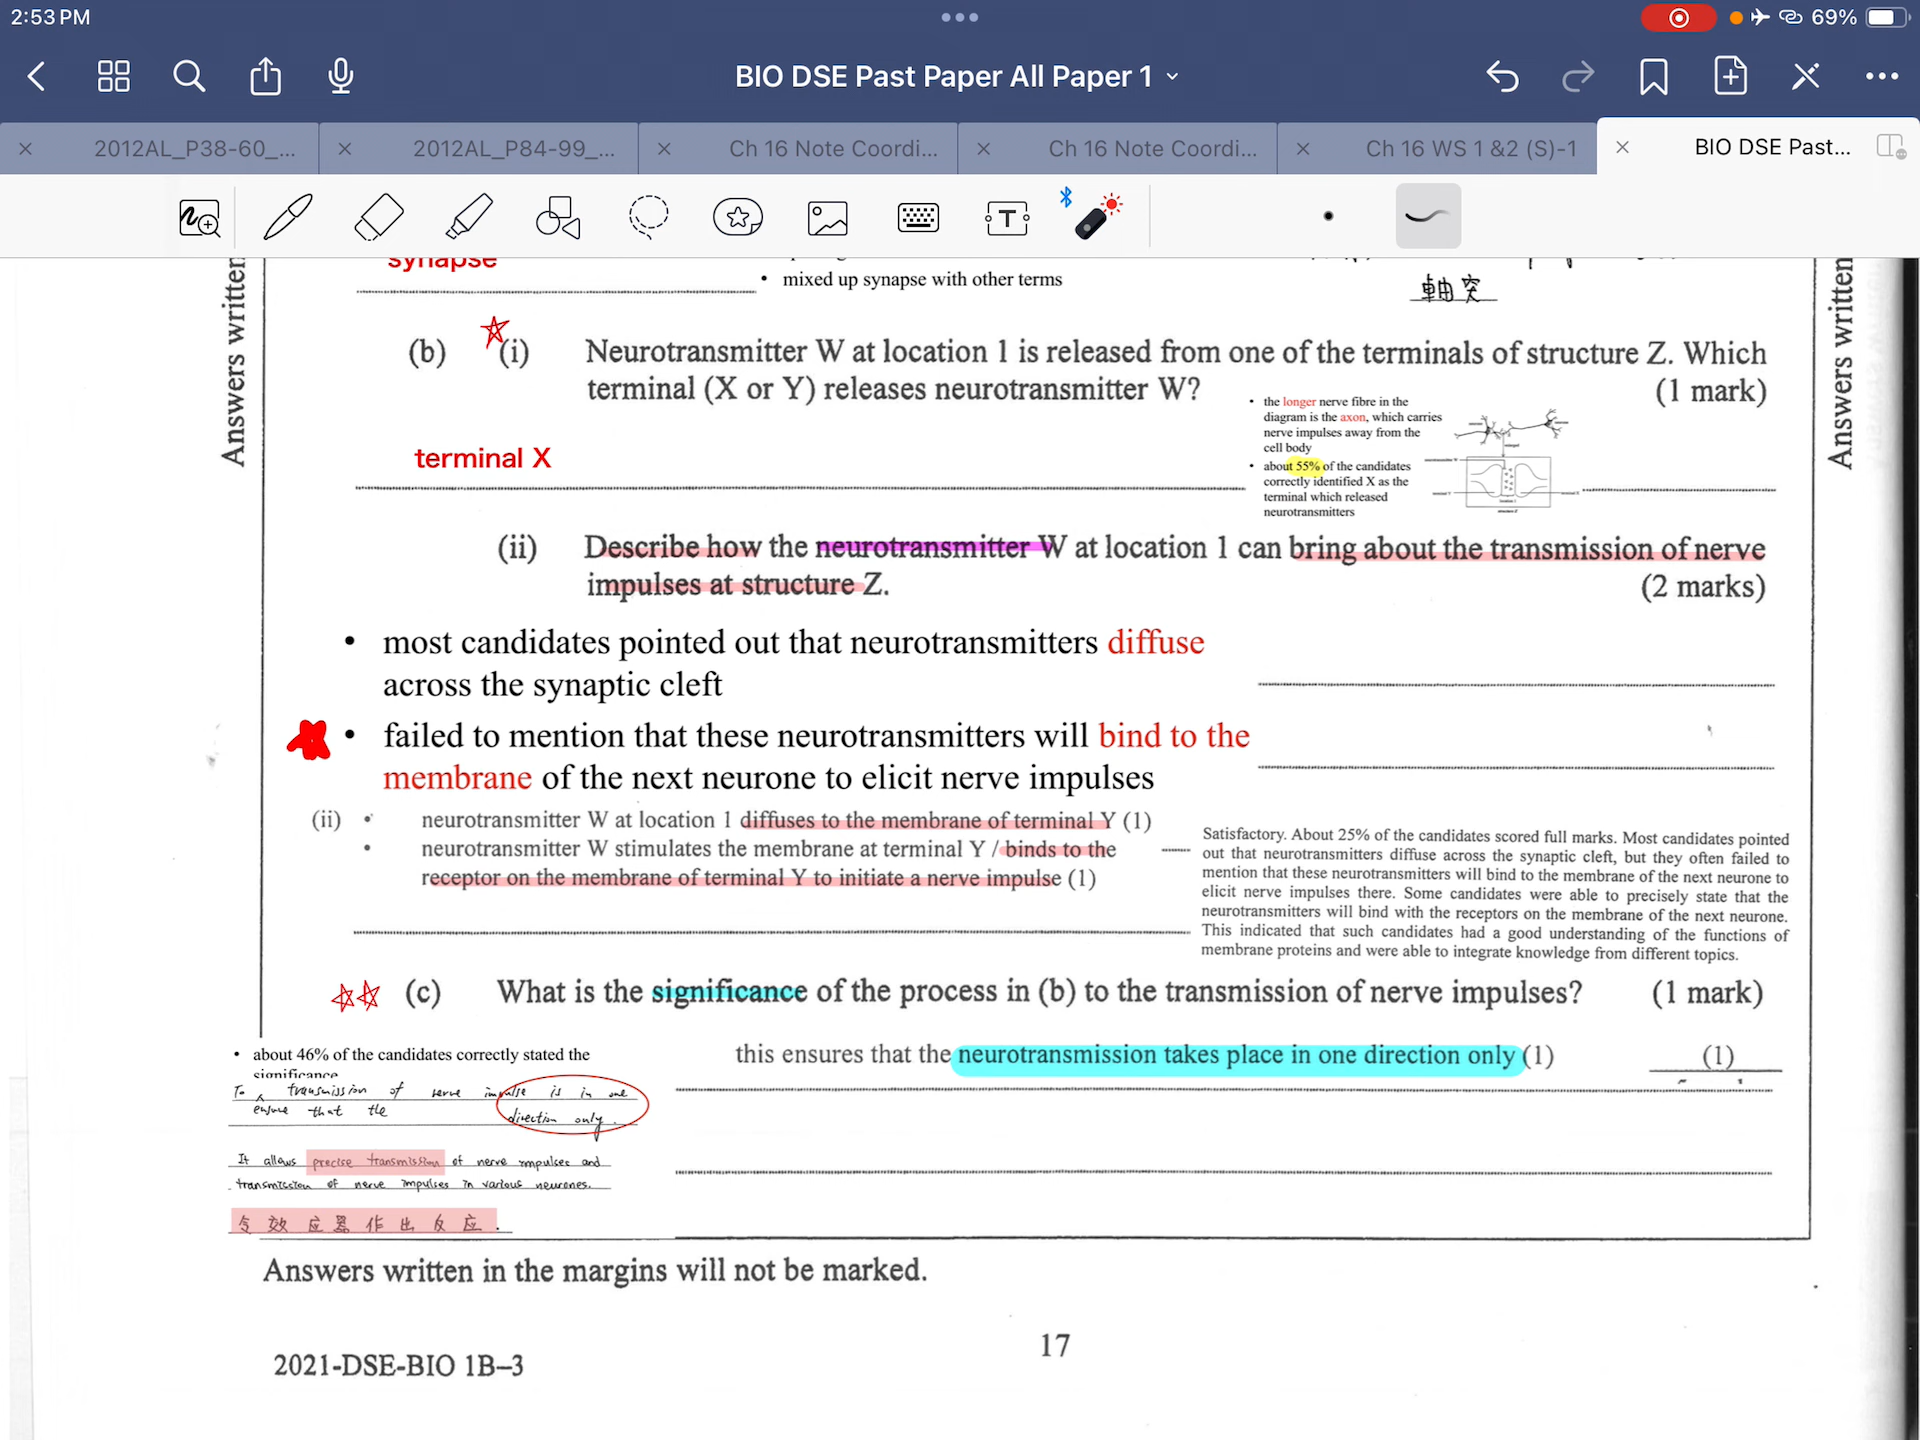 2:53 PM
69%
BIO DSE Past Paper All Paper 1
2012AL_P38-60_...
2012AL_P84-99_...
Ch 16 Note Coordi...
Ch 16 Note Coordi...
Ch 16 WS 1 &2 (S)-1
BIO DSE Past...
synapse
• mixed up synapse with other terms
軸突
Answers written
Answers written
(b) (i) Neurotransmitter W at location 1 is released from one of the terminals of structure Z. Which
terminal (X or Y) releases neurotransmitter W? (1 mark)
• the longer nerve fibre in the
diagram is the axon, which carries
nerve impulses away from the
cell body
• about 55% of the candidates
correctly identified X as the
terminal which released
neurotransmitters
terminal X
(ii) Describe how the neurotransmitter W at location 1 can bring about the transmission of nerve
impulses at structure Z. (2 marks)
• most candidates pointed out that neurotransmitters diffuse
across the synaptic cleft
• failed to mention that these neurotransmitters will bind to the
membrane of the next neurone to elicit nerve impulses
(ii) • neurotransmitter W at location 1 diffuses to the membrane of terminal Y (1)
• neurotransmitter W stimulates the membrane at terminal Y / binds to the
receptor on the membrane of terminal Y to initiate a nerve impulse (1)
Satisfactory. About 25% of the candidates scored full marks. Most candidates pointed
out that neurotransmitters diffuse across the synaptic cleft, but they often failed to
mention that these neurotransmitters will bind to the membrane of the next neurone to
elicit nerve impulses there. Some candidates were able to precisely state that the
neurotransmitters will bind with the receptors on the membrane of the next neurone.
This indicated that such candidates had a good understanding of the functions of
membrane proteins and were able to integrate knowledge from different topics.
(c) What is the significance of the process in (b) to the transmission of nerve impulses? (1 mark)
• about 46% of the candidates correctly stated the
significance
this ensures that the neurotransmission takes place in one direction only (1) (1)
To transmission of nerve impulse is in one
ensure that the direction only.
It allows precise transmission of nerve impulses and
transmission of nerve impulses in various neurones.
令效应器作出反应.
Answers written in the margins will not be marked.
2021-DSE-BIO 1B–3
17